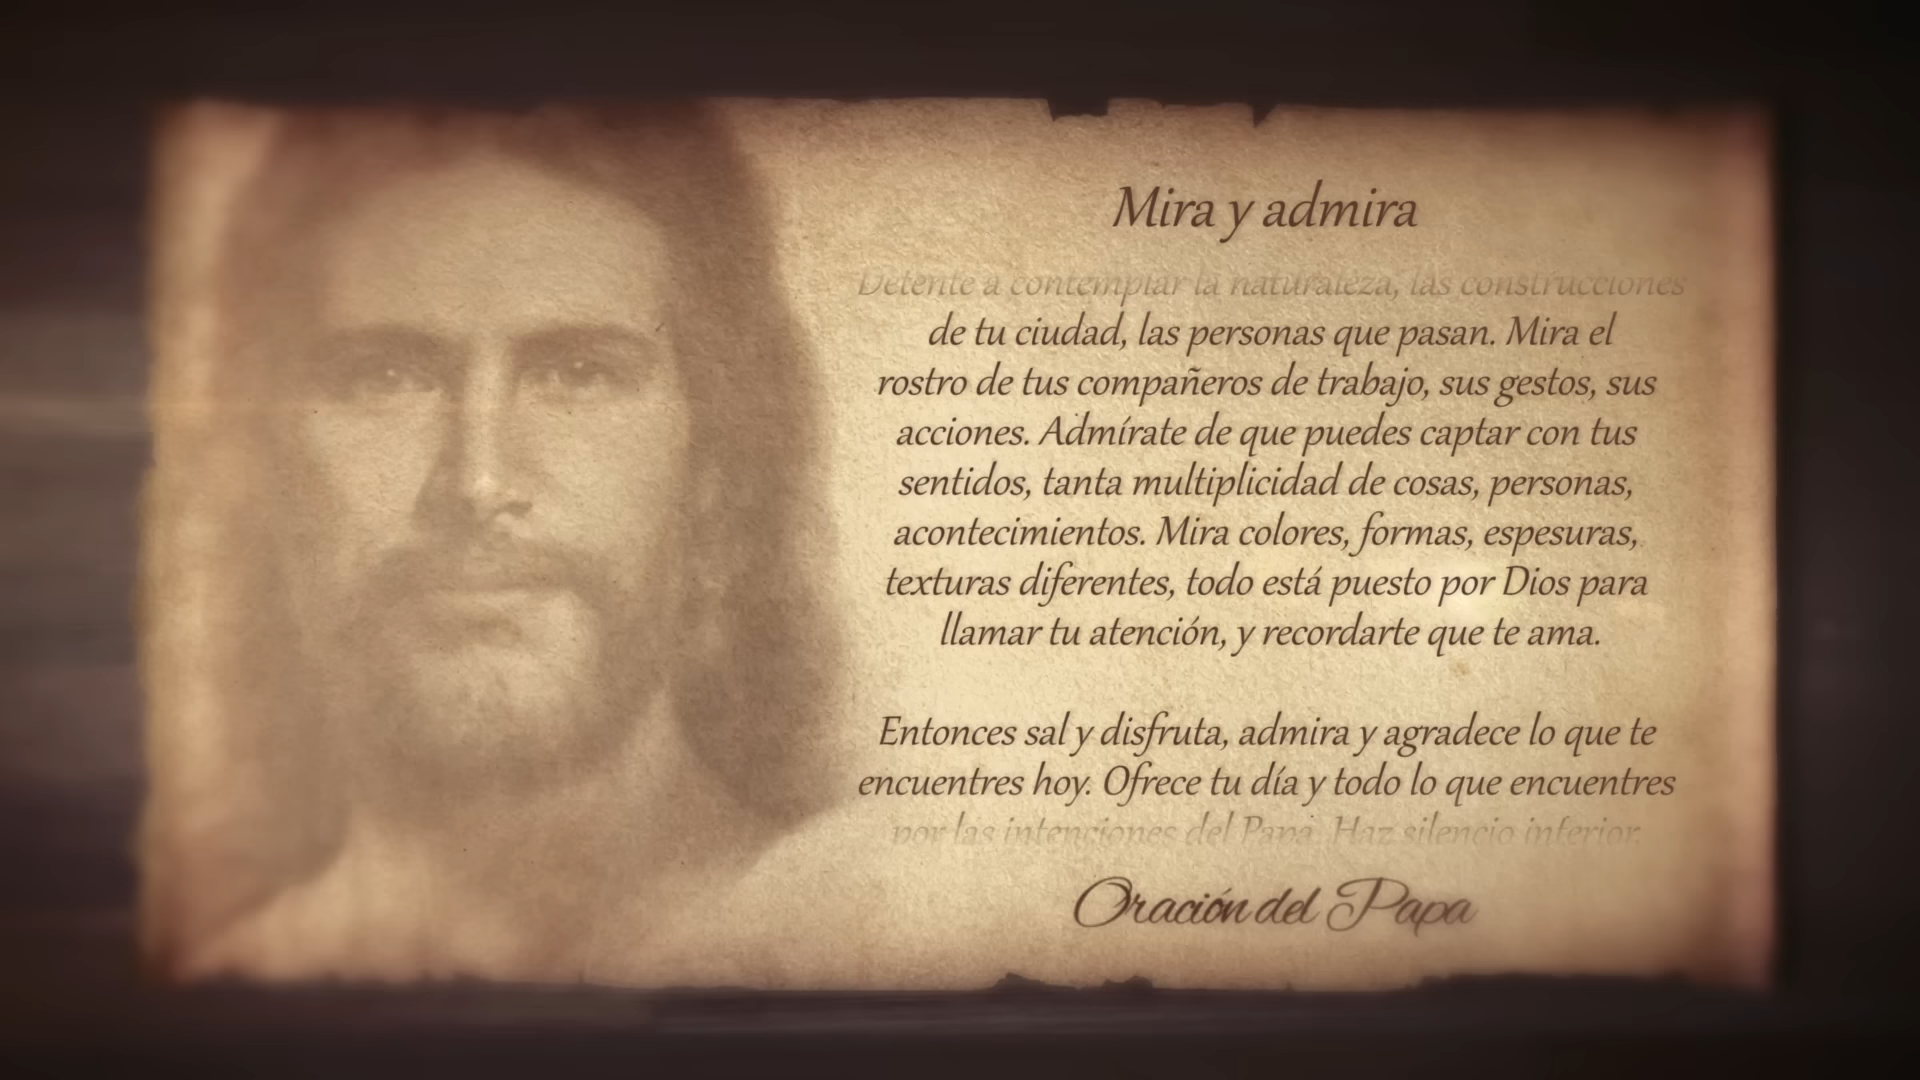 Mira y admira
Detente a contemplar la naturaleza, las construcciones
de tu ciudad, las personas que pasan. Mira el
rostro de tus compañeros de trabajo, sus gestos, sus
acciones. Admírate de que puedes captar con tus
sentidos, tanta multiplicidad de cosas, personas,
acontecimientos. Mira colores, formas, espesuras,
texturas diferentes, todo está puesto por Dios para
llamar tu atención, y recordarte que te ama.
Entonces sal y disfruta, admira y agradece lo que te
encuentres hoy. Ofrece tu día y todo lo que encuentres
por las intenciones del Papa. Haz silencio inferior.
Oración del Papa